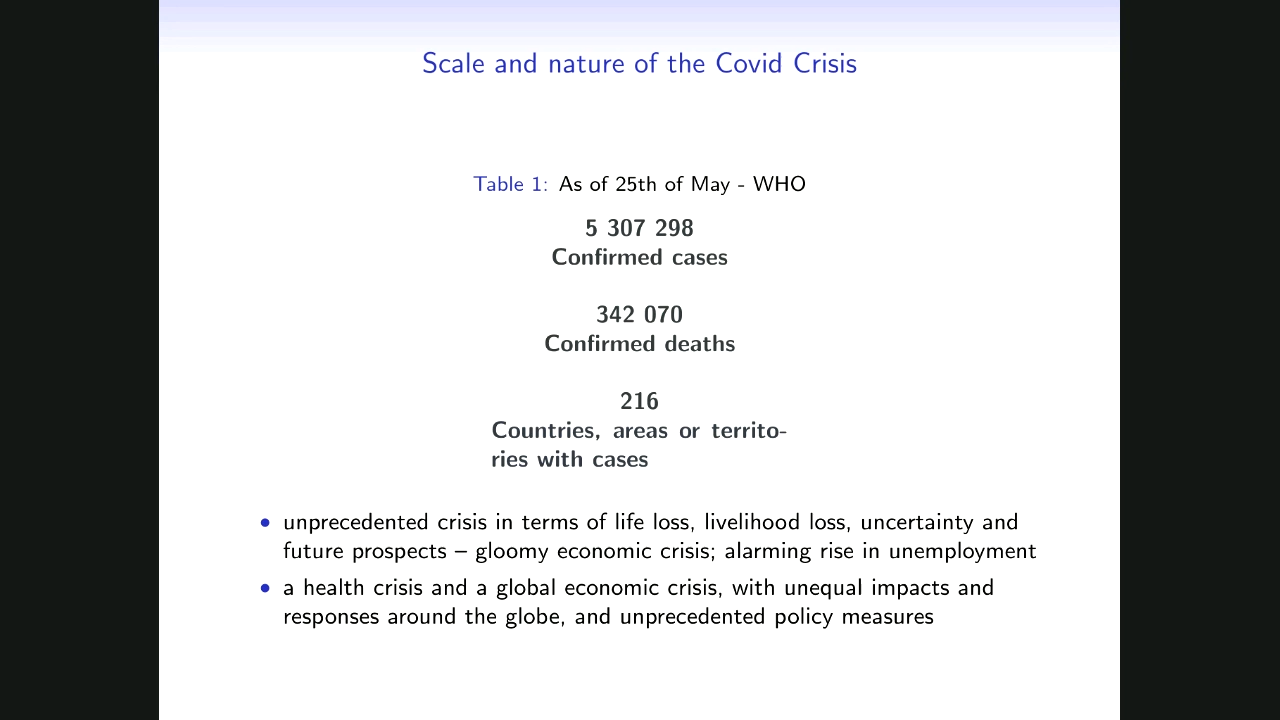 Scale and nature of the Covid Crisis
Table 1: As of 25th of May - WHO
5 307 298
Confirmed cases
342 070
Confirmed deaths
216
Countries, areas or territo-
ries with cases
• unprecedented crisis in terms of life loss, livelihood loss, uncertainty and
future prospects – gloomy economic crisis; alarming rise in unemployment
• a health crisis and a global economic crisis, with unequal impacts and
responses around the globe, and unprecedented policy measures